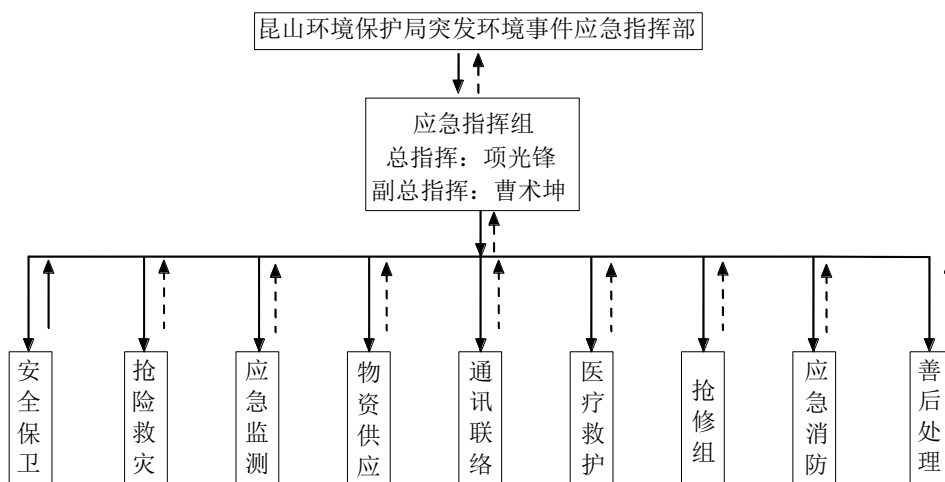 昆山环境保护局突发环境事件应急指挥部
应急指挥组
总指挥：项光锋
副总指挥：曹术坤
安全保卫
抢险救灾
应急监测
物资供应
通讯联络
医疗救护
抢修组
应急消防
善后处理